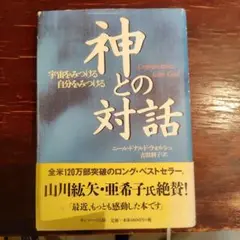 Conversations with God
神との対話
宇宙をみつける
自分をみつける
ニール・ドナルド・ウォルシュ
吉田利子 訳
全米120万部突破のロング・ベストセラー。
山川紘矢・亜希子氏絶賛!
「最近、もっとも感動した本です」